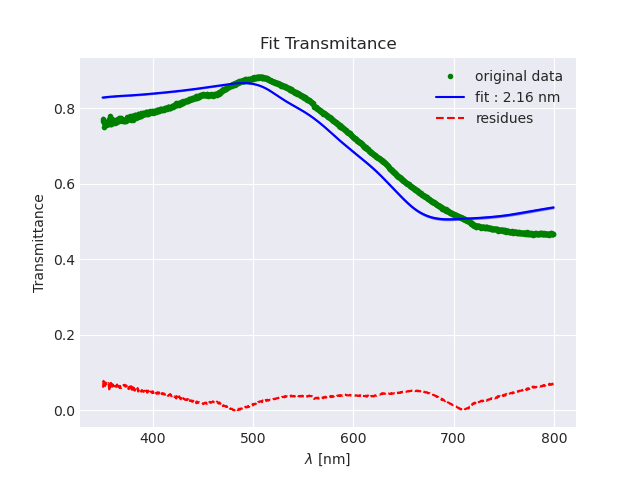 Fit Transmitance
original data
fit : 2.16 nm
residues
Transmittance
0.8
0.6
0.4
0.2
0.0
400 500 600 700 800
λ [nm]